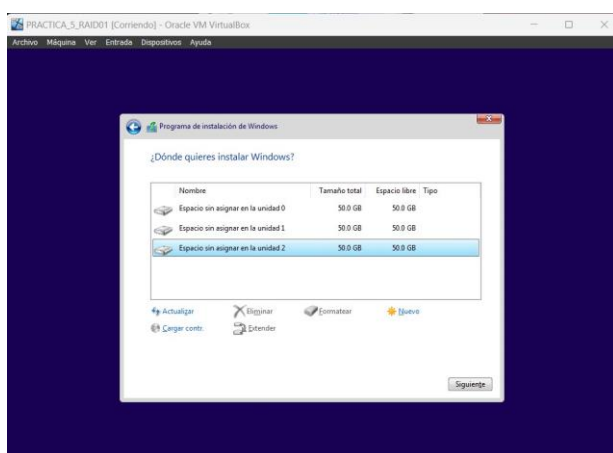 PRACTICA_5_RAID01 [Corriendo] - Oracle VM VirtualBox
Archivo Máquina Ver Entrada Dispositivos Ayuda
Programa de instalación de Windows
¿Dónde quieres instalar Windows?
Nombre Tamaño total Espacio libre Tipo
Espacio sin asignar en la unidad 0 50.0 GB 50.0 GB
Espacio sin asignar en la unidad 1 50.0 GB 50.0 GB
Espacio sin asignar en la unidad 2 50.0 GB 50.0 GB
Actualizar Eliminar Formatear Nuevo
Cargar contr. Extender
Siguiente